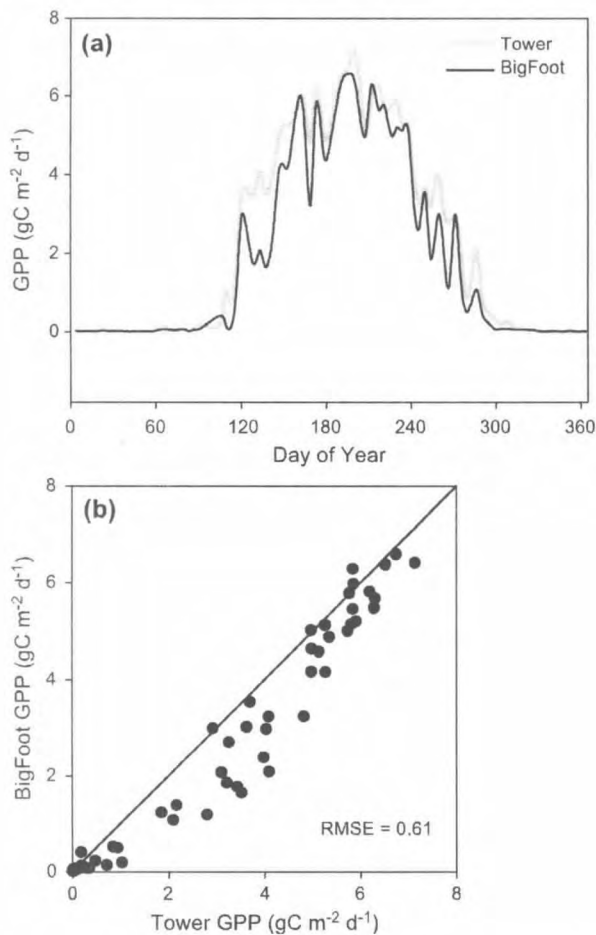 (a)
Tower
BigFoot
8
6
4
2
0
GPP (gC m⁻² d⁻¹)
0 60 120 180 240 300 360
Day of Year
(b)
8
6
4
2
0
BigFoot GPP (gC m⁻² d⁻¹)
RMSE = 0.61
0 2 4 6 8
Tower GPP (gC m⁻² d⁻¹)